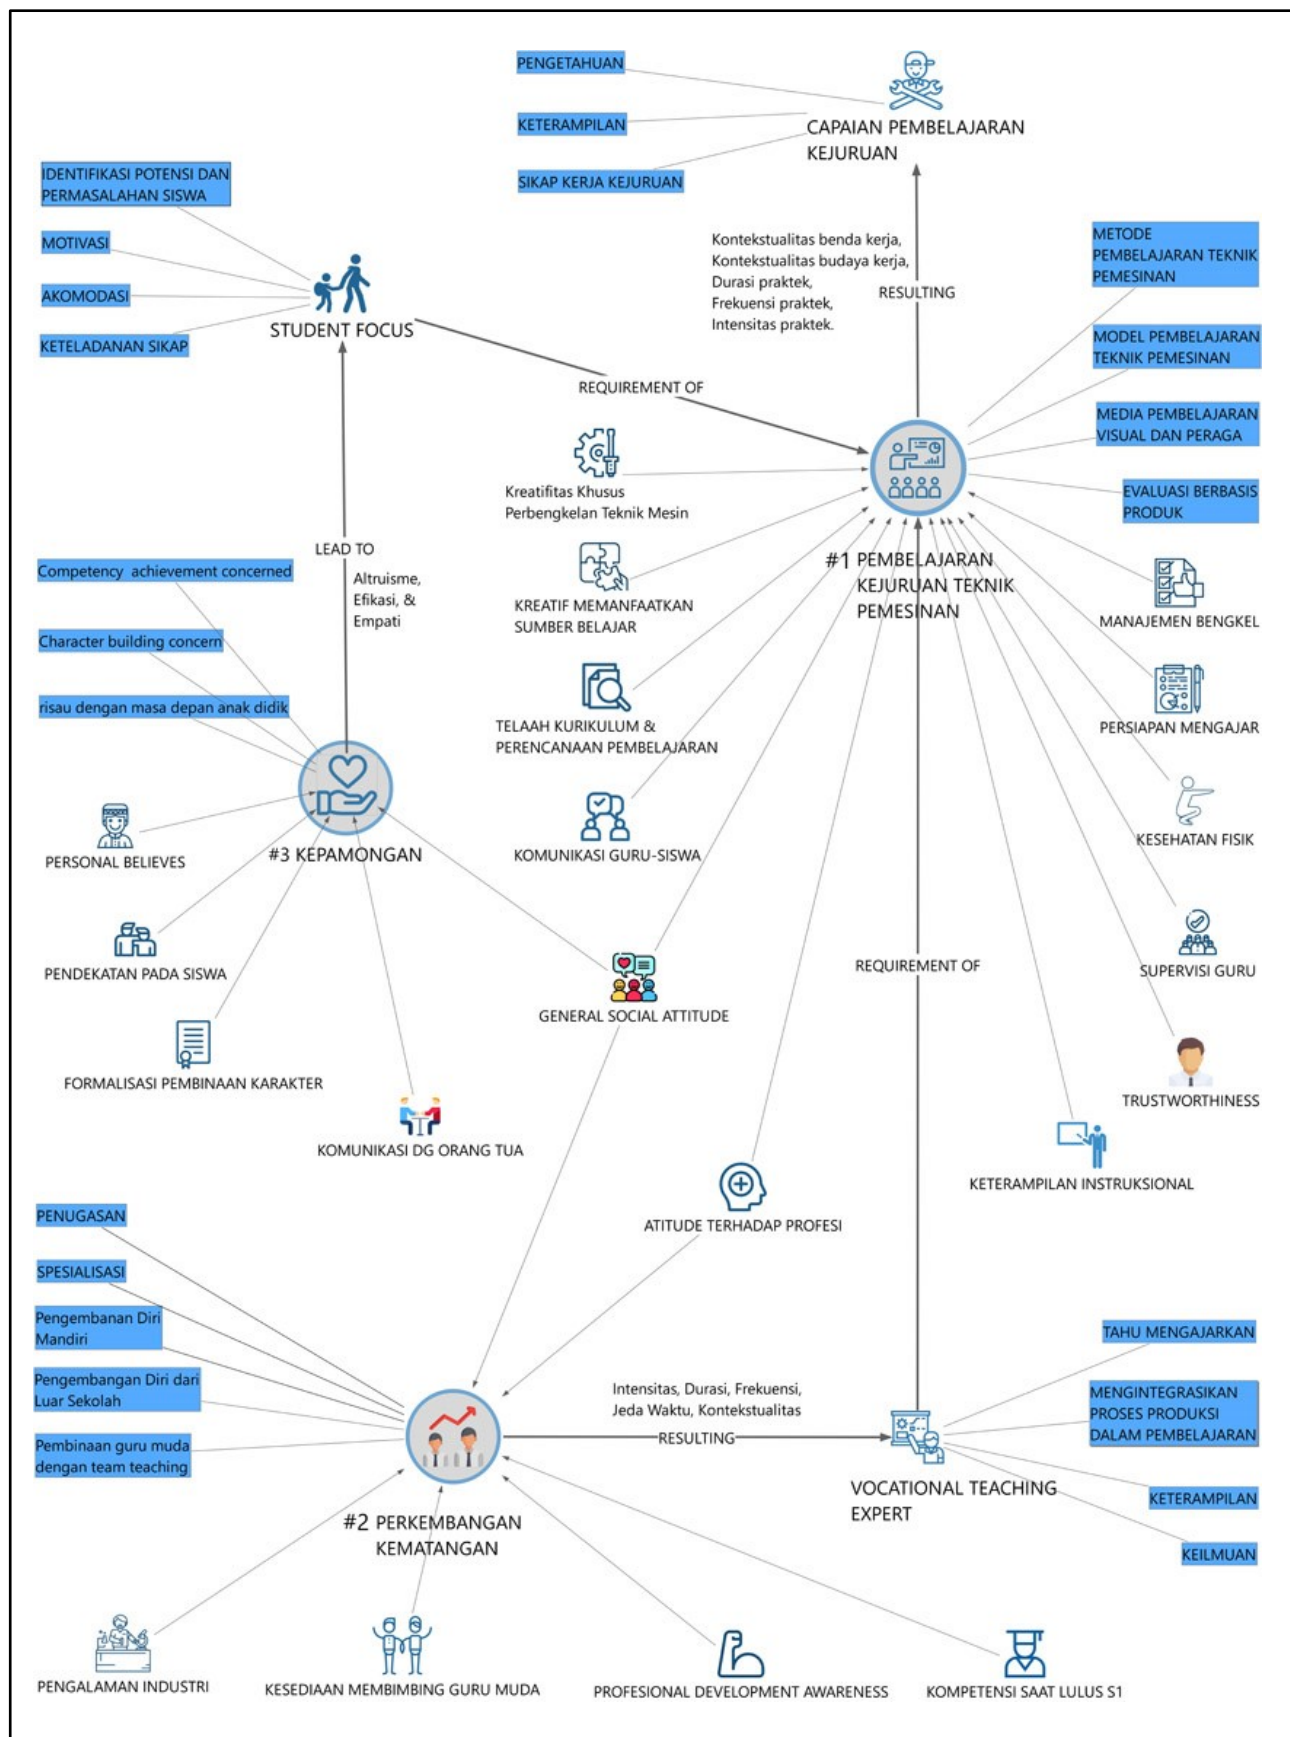 PENGETAHUAN
KETERAMPILAN
SIKAP KERJA KEJURUAN
CAPAIAN PEMBELAJARAN
KEJURUAN
IDENTIFIKASI POTENSI DAN
PERMASALAHAN SISWA
MOTIVASI
AKOMODASI
KETELADANAN SIKAP
STUDENT FOCUS
Kontekstualitas benda kerja,
Kontekstualitas budaya kerja,
Durasi praktek,
Frekuensi praktek,
Intensitas praktek.
RESULTING
METODE
PEMBELAJARAN TEKNIK
PEMESINAN
MODEL PEMBELAJARAN
TEKNIK PEMESINAN
MEDIA PEMBELAJARAN
VISUAL DAN PERAGA
EVALUASI BERBASIS
PRODUK
REQUIREMENT OF
Kreatifitas Khusus
Perbengkelan Teknik Mesin
#1 PEMBELAJARAN
KEJURUAN TEKNIK
PEMESINAN
LEAD TO
Altruisme,
Efikasi, &
Empati
Competency achievement concerned
Character building concern
risau dengan masa depan anak didik
KREATIF MEMANFAATKAN
SUMBER BELAJAR
MANAJEMEN BENGKEL
TELAAH KURIKULUM &
PERENCANAAN PEMBELAJARAN
PERSIAPAN MENGAJAR
KOMUNIKASI GURU-SISWA
KESEHATAN FISIK
#3 KEPAMONGAN
PERSONAL BELIEVES
PENDEKATAN PADA SISWA
REQUIREMENT OF
SUPERVISI GURU
GENERAL SOCIAL ATTITUDE
FORMALISASI PEMBINAAN KARAKTER
TRUSTWORTHINESS
KOMUNIKASI DG ORANG TUA
KETERAMPILAN INSTRUKSIONAL
ATITUDE TERHADAP PROFESI
PENUGASAN
SPESIALISASI
Pengembanan Diri
Mandiri
Pengembangan Diri dari
Luar Sekolah
Pembinaan guru muda
dengan team teaching
Intensitas, Durasi, Frekuensi,
Jeda Waktu, Kontekstualitas
RESULTING
TAHU MENGAJARKAN
MENGINTEGRASIKAN
PROSES PRODUKSI
DALAM PEMBELAJARAN
KETERAMPILAN
KEILMUAN
VOCATIONAL TEACHING
EXPERT
#2 PERKEMBANGAN
KEMATANGAN
PENGALAMAN INDUSTRI
KESEDIAAN MEMBIMBING GURU MUDA
PROFESIONAL DEVELOPMENT AWARENESS
KOMPETENSI SAAT LULUS S1